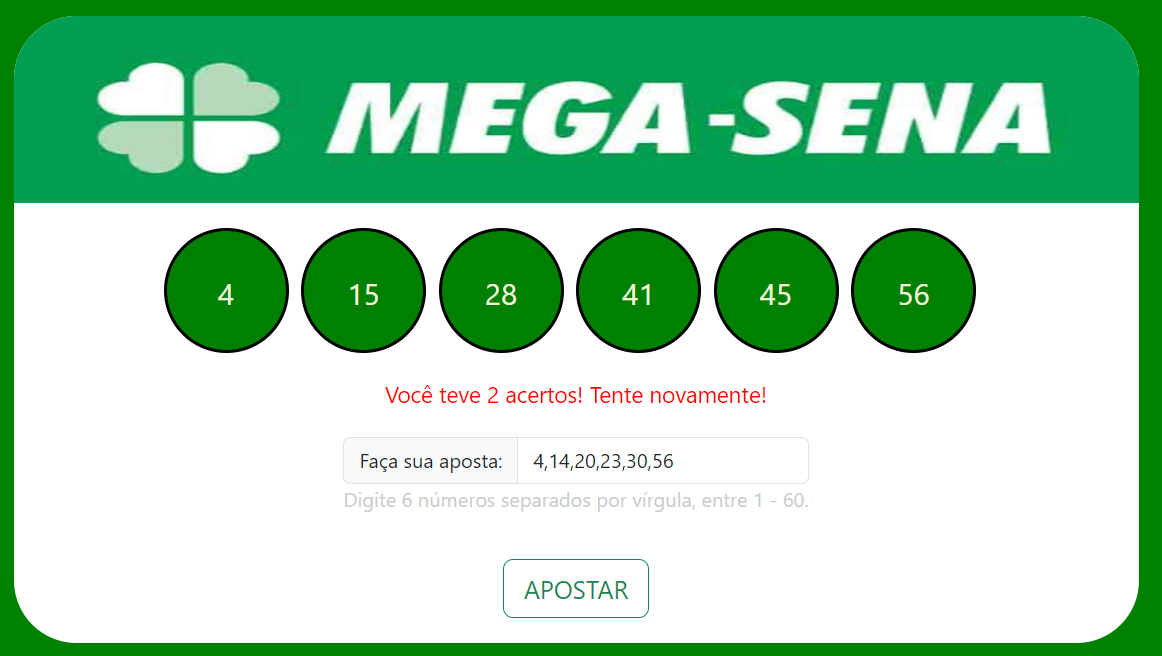 MEGA-SENA
4 15 28 41 45 56
Você teve 2 acertos! Tente novamente!
Faça sua aposta: 4,14,20,23,30,56
Digite 6 números separados por vírgula, entre 1 - 60.
APOSTAR